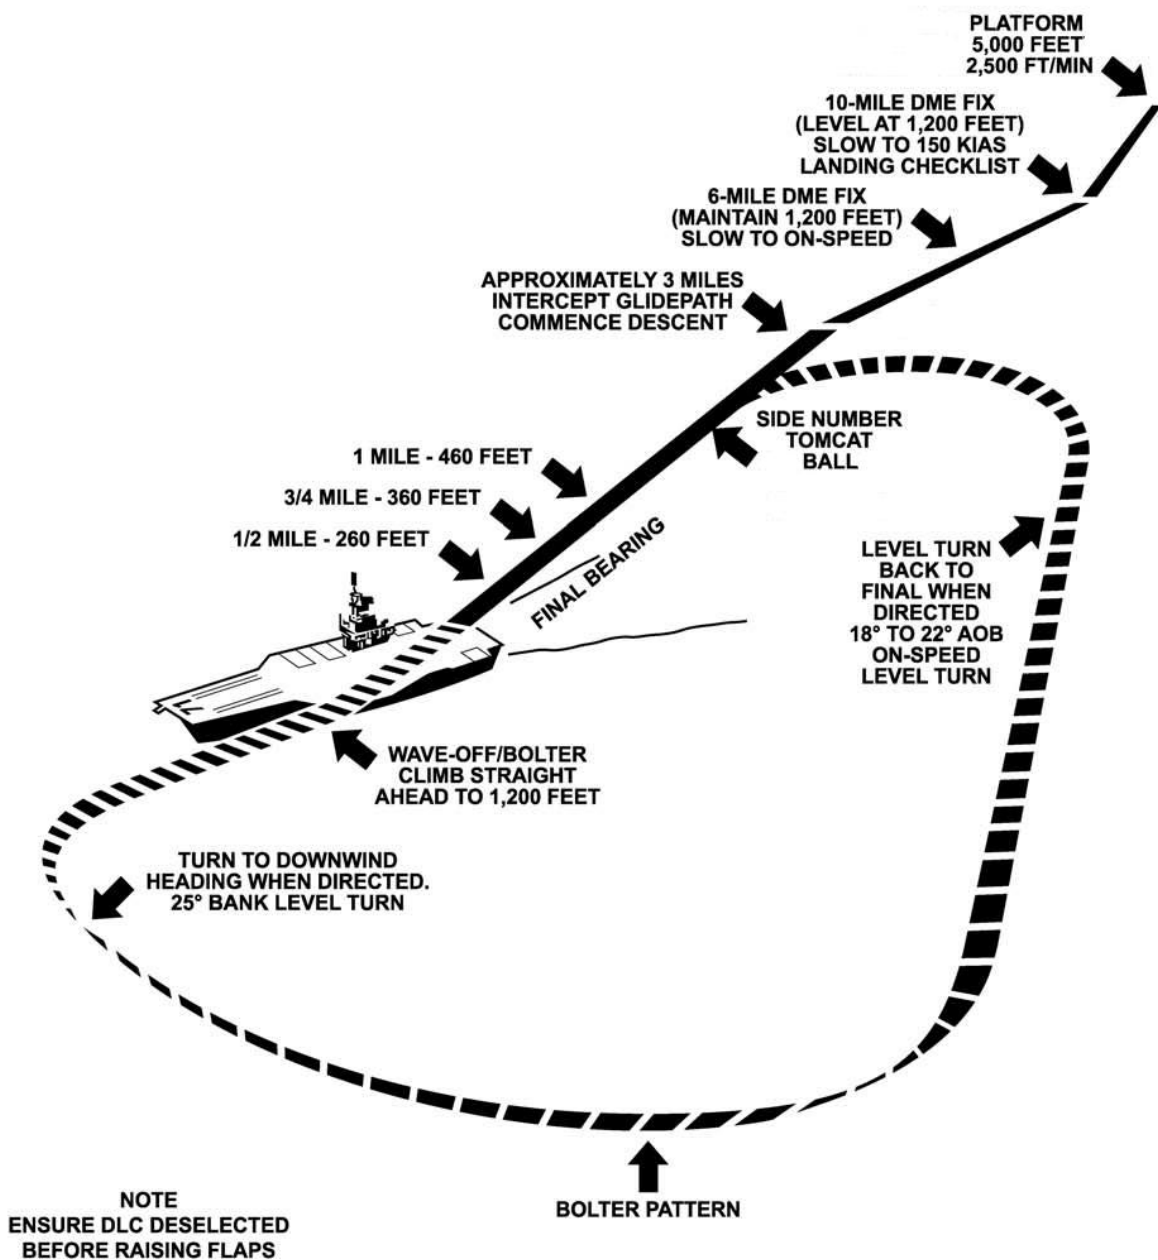 PLATFORM
5,000 FEET
2,500 FT/MIN
10-MILE DME FIX
(LEVEL AT 1,200 FEET)
SLOW TO 150 KIAS
LANDING CHECKLIST
6-MILE DME FIX
(MAINTAIN 1,200 FEET)
SLOW TO ON-SPEED
APPROXIMATELY 3 MILES
INTERCEPT GLIDEPATH
COMMENCE DESCENT
SIDE NUMBER
TOMCAT
BALL
1 MILE - 460 FEET
3/4 MILE - 360 FEET
1/2 MILE - 260 FEET
FINAL BEARING
LEVEL TURN
BACK TO
FINAL WHEN
DIRECTED
18° TO 22° AOB
ON-SPEED
LEVEL TURN
WAVE-OFF/BOLTER
CLIMB STRAIGHT
AHEAD TO 1,200 FEET
TURN TO DOWNWIND
HEADING WHEN DIRECTED.
25° BANK LEVEL TURN
BOLTER PATTERN
NOTE
ENSURE DLC DESELECTED
BEFORE RAISING FLAPS